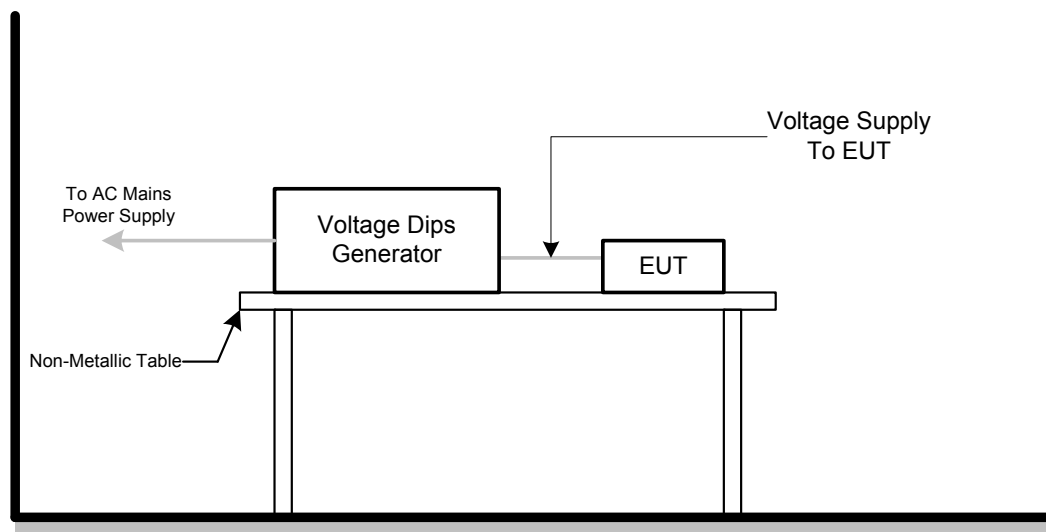 Voltage Supply
To EUT
To AC Mains
Power Supply
Voltage Dips
Generator
EUT
Non-Metallic Table